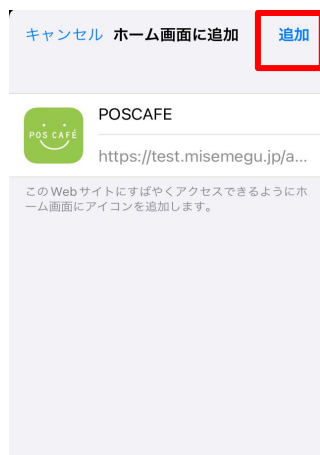 キャンセル ホーム画面に追加 追加
POS CAFÉ
POSCAFE
https://test.misemegu.jp/a...
このWebサイトにすばやくアクセスできるようにホ
ーム画面にアイコンを追加します。